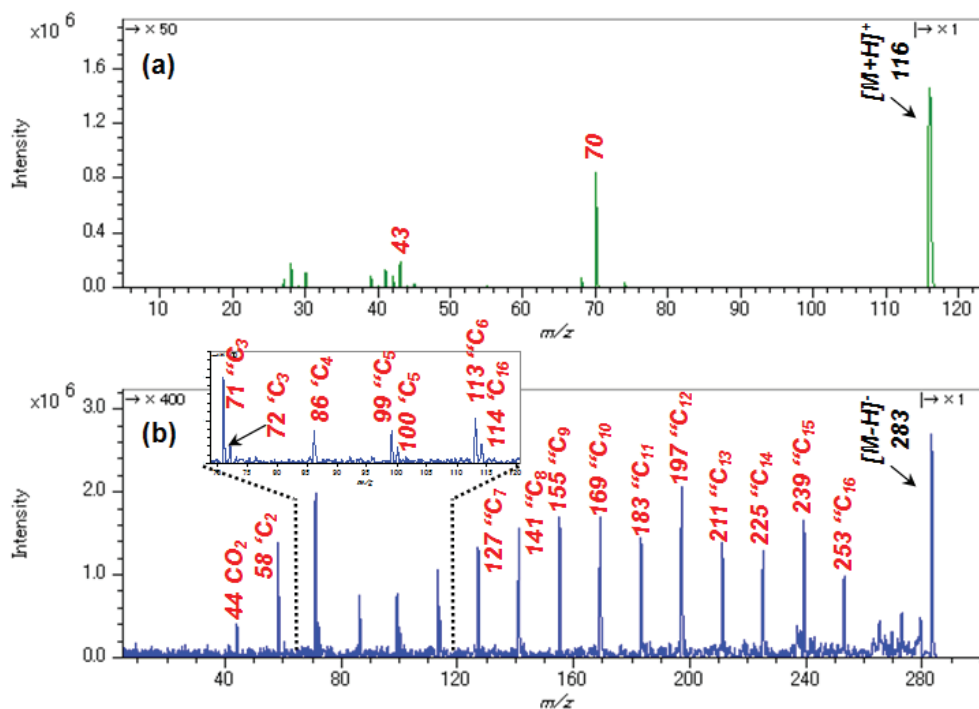 ×10 6
→ × 50
→ × 1
(a)
[M+H]+
116
1.6
1.2
0.8
0.4
0.0
Intensity
70
43
10 20 30 40 50 60 70 80 90 100 110 120
m/z
71 “C3
72 ‘C3
86 ‘C4
99 “C5
100 ‘C5
113 “C6
114 ‘C16
m/z
×10 6
→ × 400
→ × 1
(b)
[M-H]-
283
3.0
2.0
1.0
0.0
Intensity
44 CO2
58 ‘C2
127 “C7
141 “C8
155 “C9
169 “C10
183 “C11
197 “C12
211 “C13
225 “C14
239 “C15
253 “C16
40 80 120 160 200 240 280
m/z